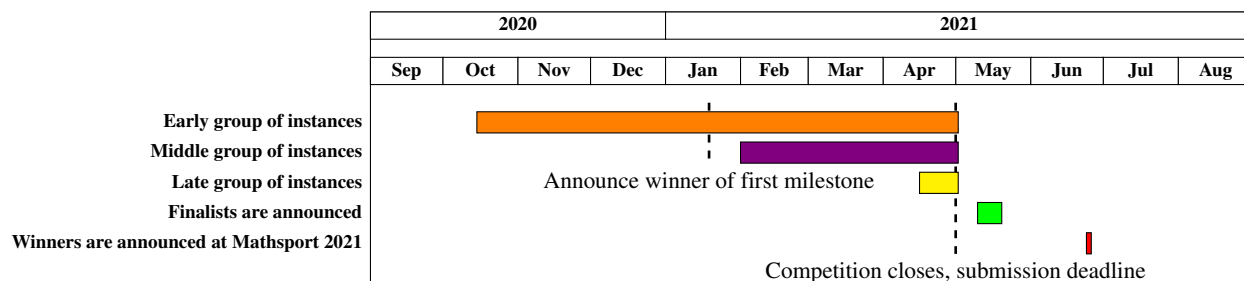 2020 2021
Sep Oct Nov Dec Jan Feb Mar Apr May Jun Jul Aug
Early group of instances
Middle group of instances
Late group of instances Announce winner of first milestone
Finalists are announced
Winners are announced at Mathsport 2021
Competition closes, submission deadline